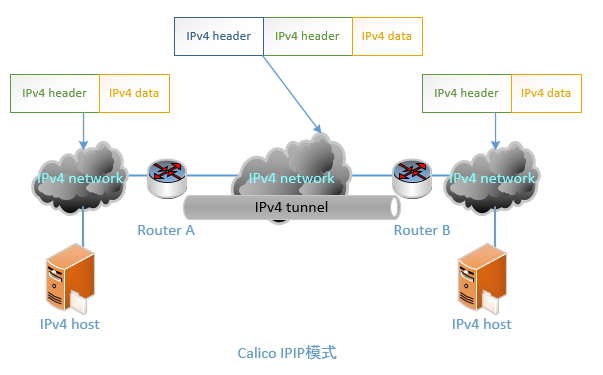 IPv4 header IPv4 header IPv4 data
IPv4 header IPv4 data
IPv4 header IPv4 data
IPv4 network
IPv4 network
IPv4 network
IPv4 tunnel
Router A
Router B
IPv4 host
IPv4 host
Calico IPIP模式